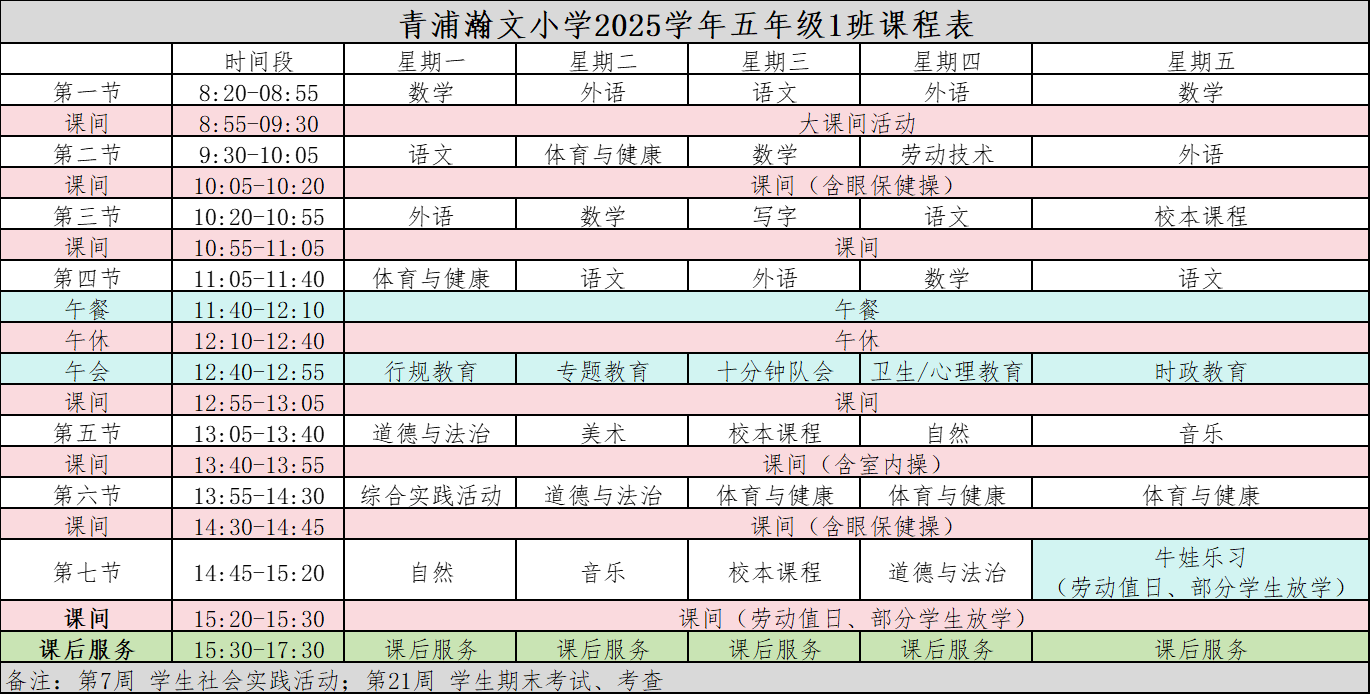 青浦瀚文小学2025学年五年级1班课程表
时间段 星期一 星期二 星期三 星期四 星期五
第一节 8:20-08:55 数学 外语 语文 外语 数学
课间 8:55-09:30 大课间活动
第二节 9:30-10:05 语文 体育与健康 数学 劳动技术 外语
课间 10:05-10:20 课间（含眼保健操）
第三节 10:20-10:55 外语 数学 写字 语文 校本课程
课间 10:55-11:05 课间
第四节 11:05-11:40 体育与健康 语文 外语 数学 语文
午餐 11:40-12:10 午餐
午休 12:10-12:40 午休
午会 12:40-12:55 行规教育 专题教育 十分钟队会 卫生/心理教育 时政教育
课间 12:55-13:05 课间
第五节 13:05-13:40 道德与法治 美术 校本课程 自然 音乐
课间 13:40-13:55 课间（含室内操）
第六节 13:55-14:30 综合实践活动 道德与法治 体育与健康 体育与健康 体育与健康
课间 14:30-14:45 课间（含眼保健操）
第七节 14:45-15:20 自然 音乐 校本课程 道德与法治 牛娃乐习
（劳动值日、部分学生放学）
课间 15:20-15:30 课间（劳动值日、部分学生放学）
课后服务 15:30-17:30 课后服务 课后服务 课后服务 课后服务 课后服务
备注：第7周 学生社会实践活动；第21周 学生期末考试、考查